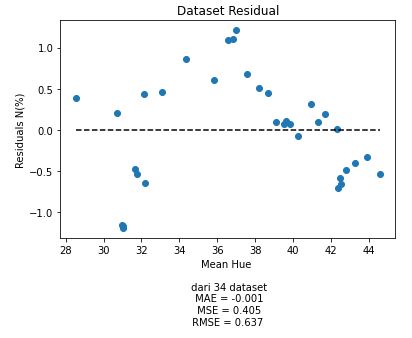 Dataset Residual
1.0
0.5
0.0
−0.5
−1.0
Residuals N(%)
28 30 32 34 36 38 40 42 44
Mean Hue
dari 34 dataset
MAE = -0.001
MSE = 0.405
RMSE = 0.637